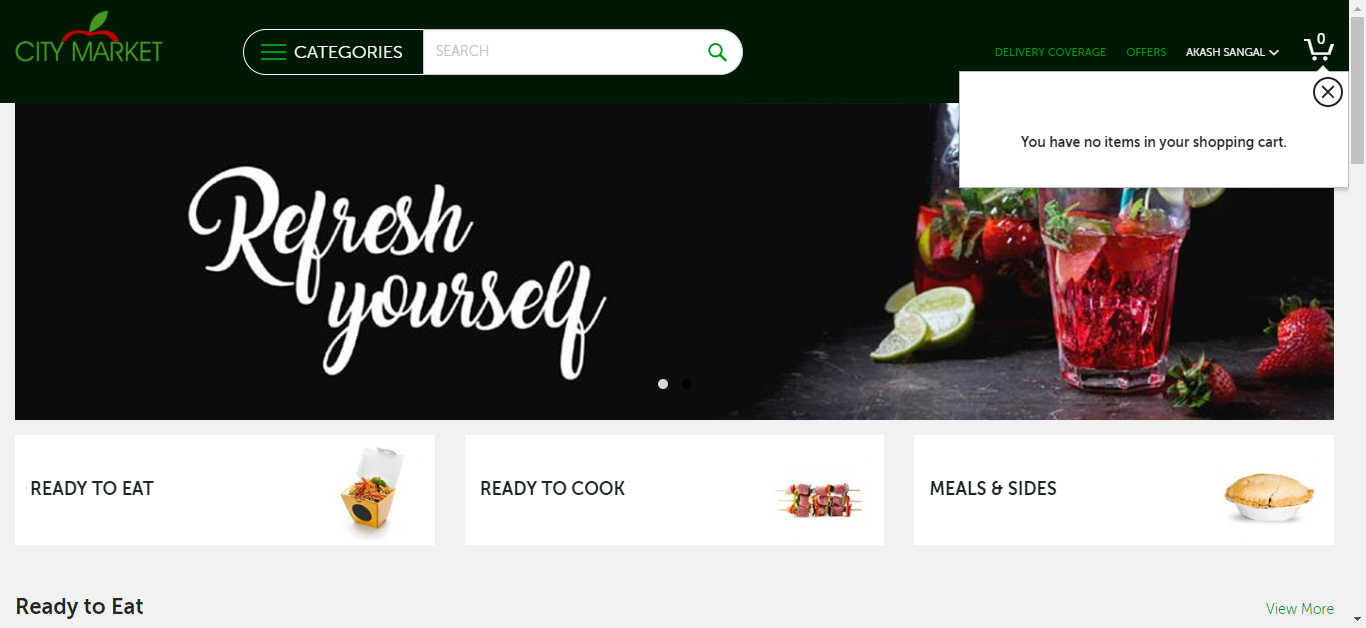 CITY MARKET
CATEGORIES
SEARCH
DELIVERY COVERAGE
OFFERS
AKASH SANGAL
0
You have no items in your shopping cart.
Refresh
yourself
READY TO EAT
READY TO COOK
MEALS & SIDES
Ready to Eat
View More